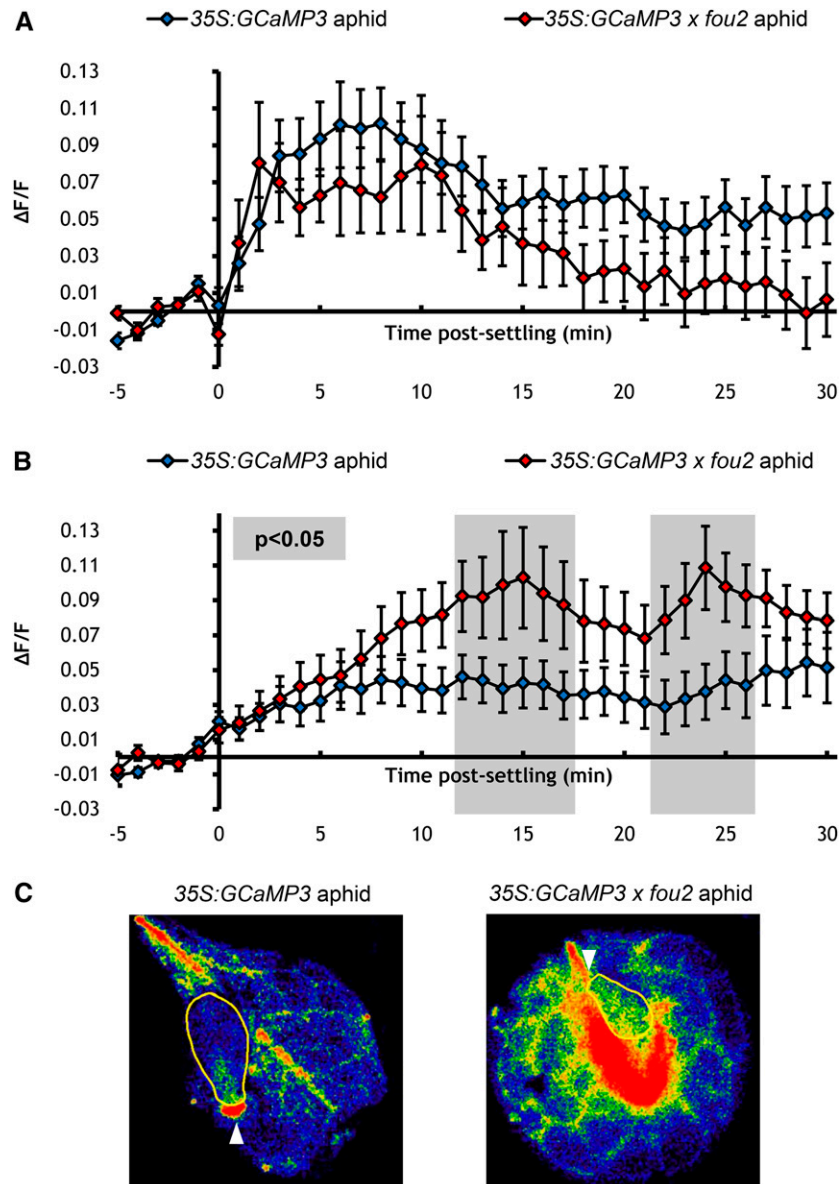 A
35S:GCaMP3 aphid 35S:GCaMP3 x fou2 aphid
0.13
0.11
0.09
0.07
0.05
0.03
0.01
-0.01
-0.03
ΔF/F
Time post-settling (min)
-5 0 5 10 15 20 25 30
B
35S:GCaMP3 aphid 35S:GCaMP3 x fou2 aphid
p<0.05
0.13
0.11
0.09
0.07
0.05
0.03
0.01
-0.01
-0.03
ΔF/F
Time post-settling (min)
-5 0 5 10 15 20 25 30
C
35S:GCaMP3 aphid 35S:GCaMP3 x fou2 aphid